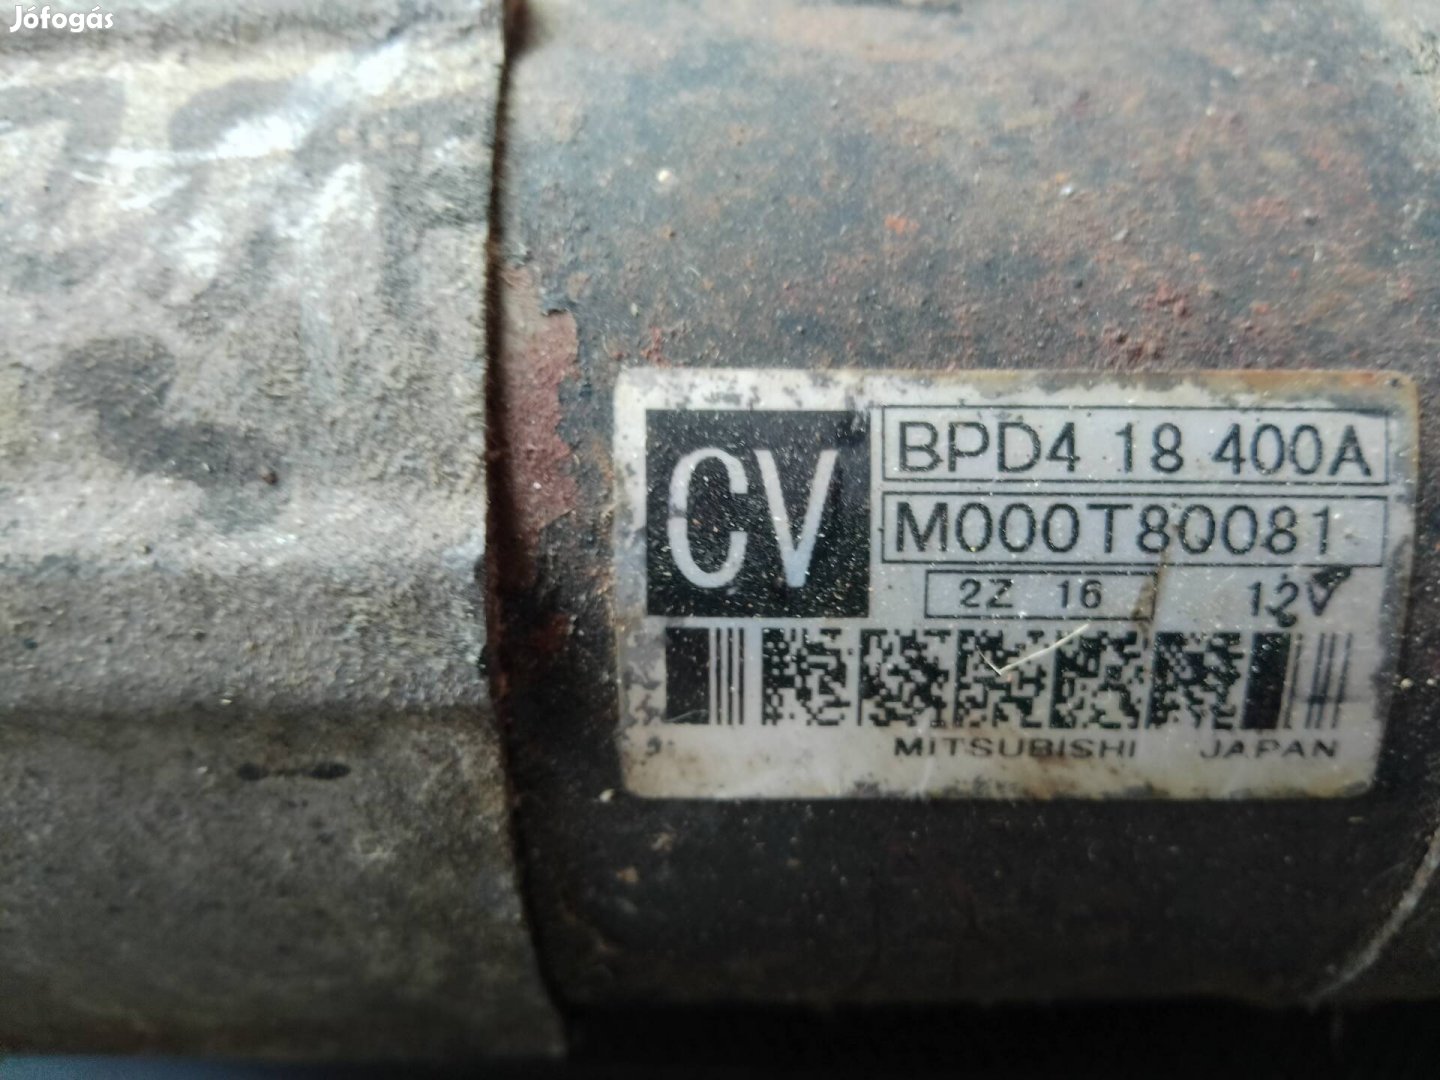 Jófogás
CV
BPD4 18 400A
M000T80081
2Z 16 12V
MITSUBISHI JAPAN